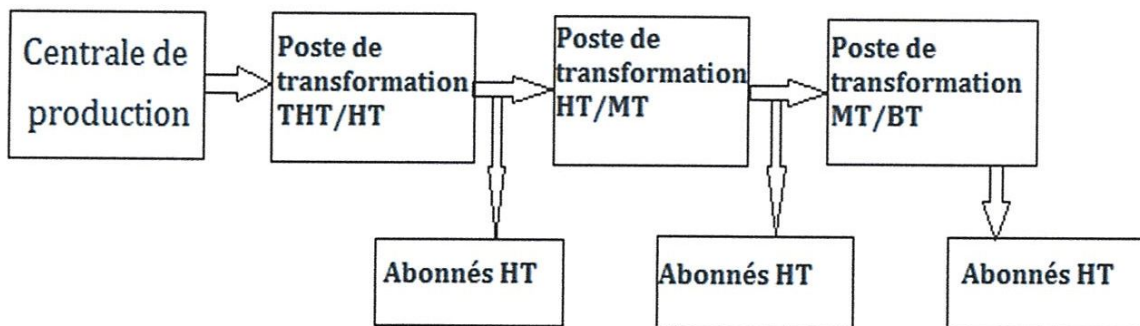 Centrale de
production
Poste de
transformation
THT/HT
Poste de
transformation
HT/MT
Poste de
transformation
MT/BT
Abonnés HT
Abonnés HT
Abonnés HT